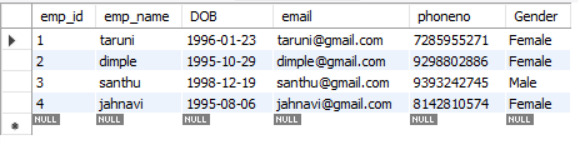 emp_id emp_name DOB email phoneno Gender
1 taruni 1996-01-23 taruni@gmail.com 7285955271 Female
2 dimple 1995-10-29 dimple@gmail.com 9298802886 Female
3 santhu 1998-12-19 santhu@gmail.com 9393242745 Male
4 jahnavi 1995-08-06 jahnavi@gmail.com 8142810574 Female
NULL NULL NULL NULL NULL NULL